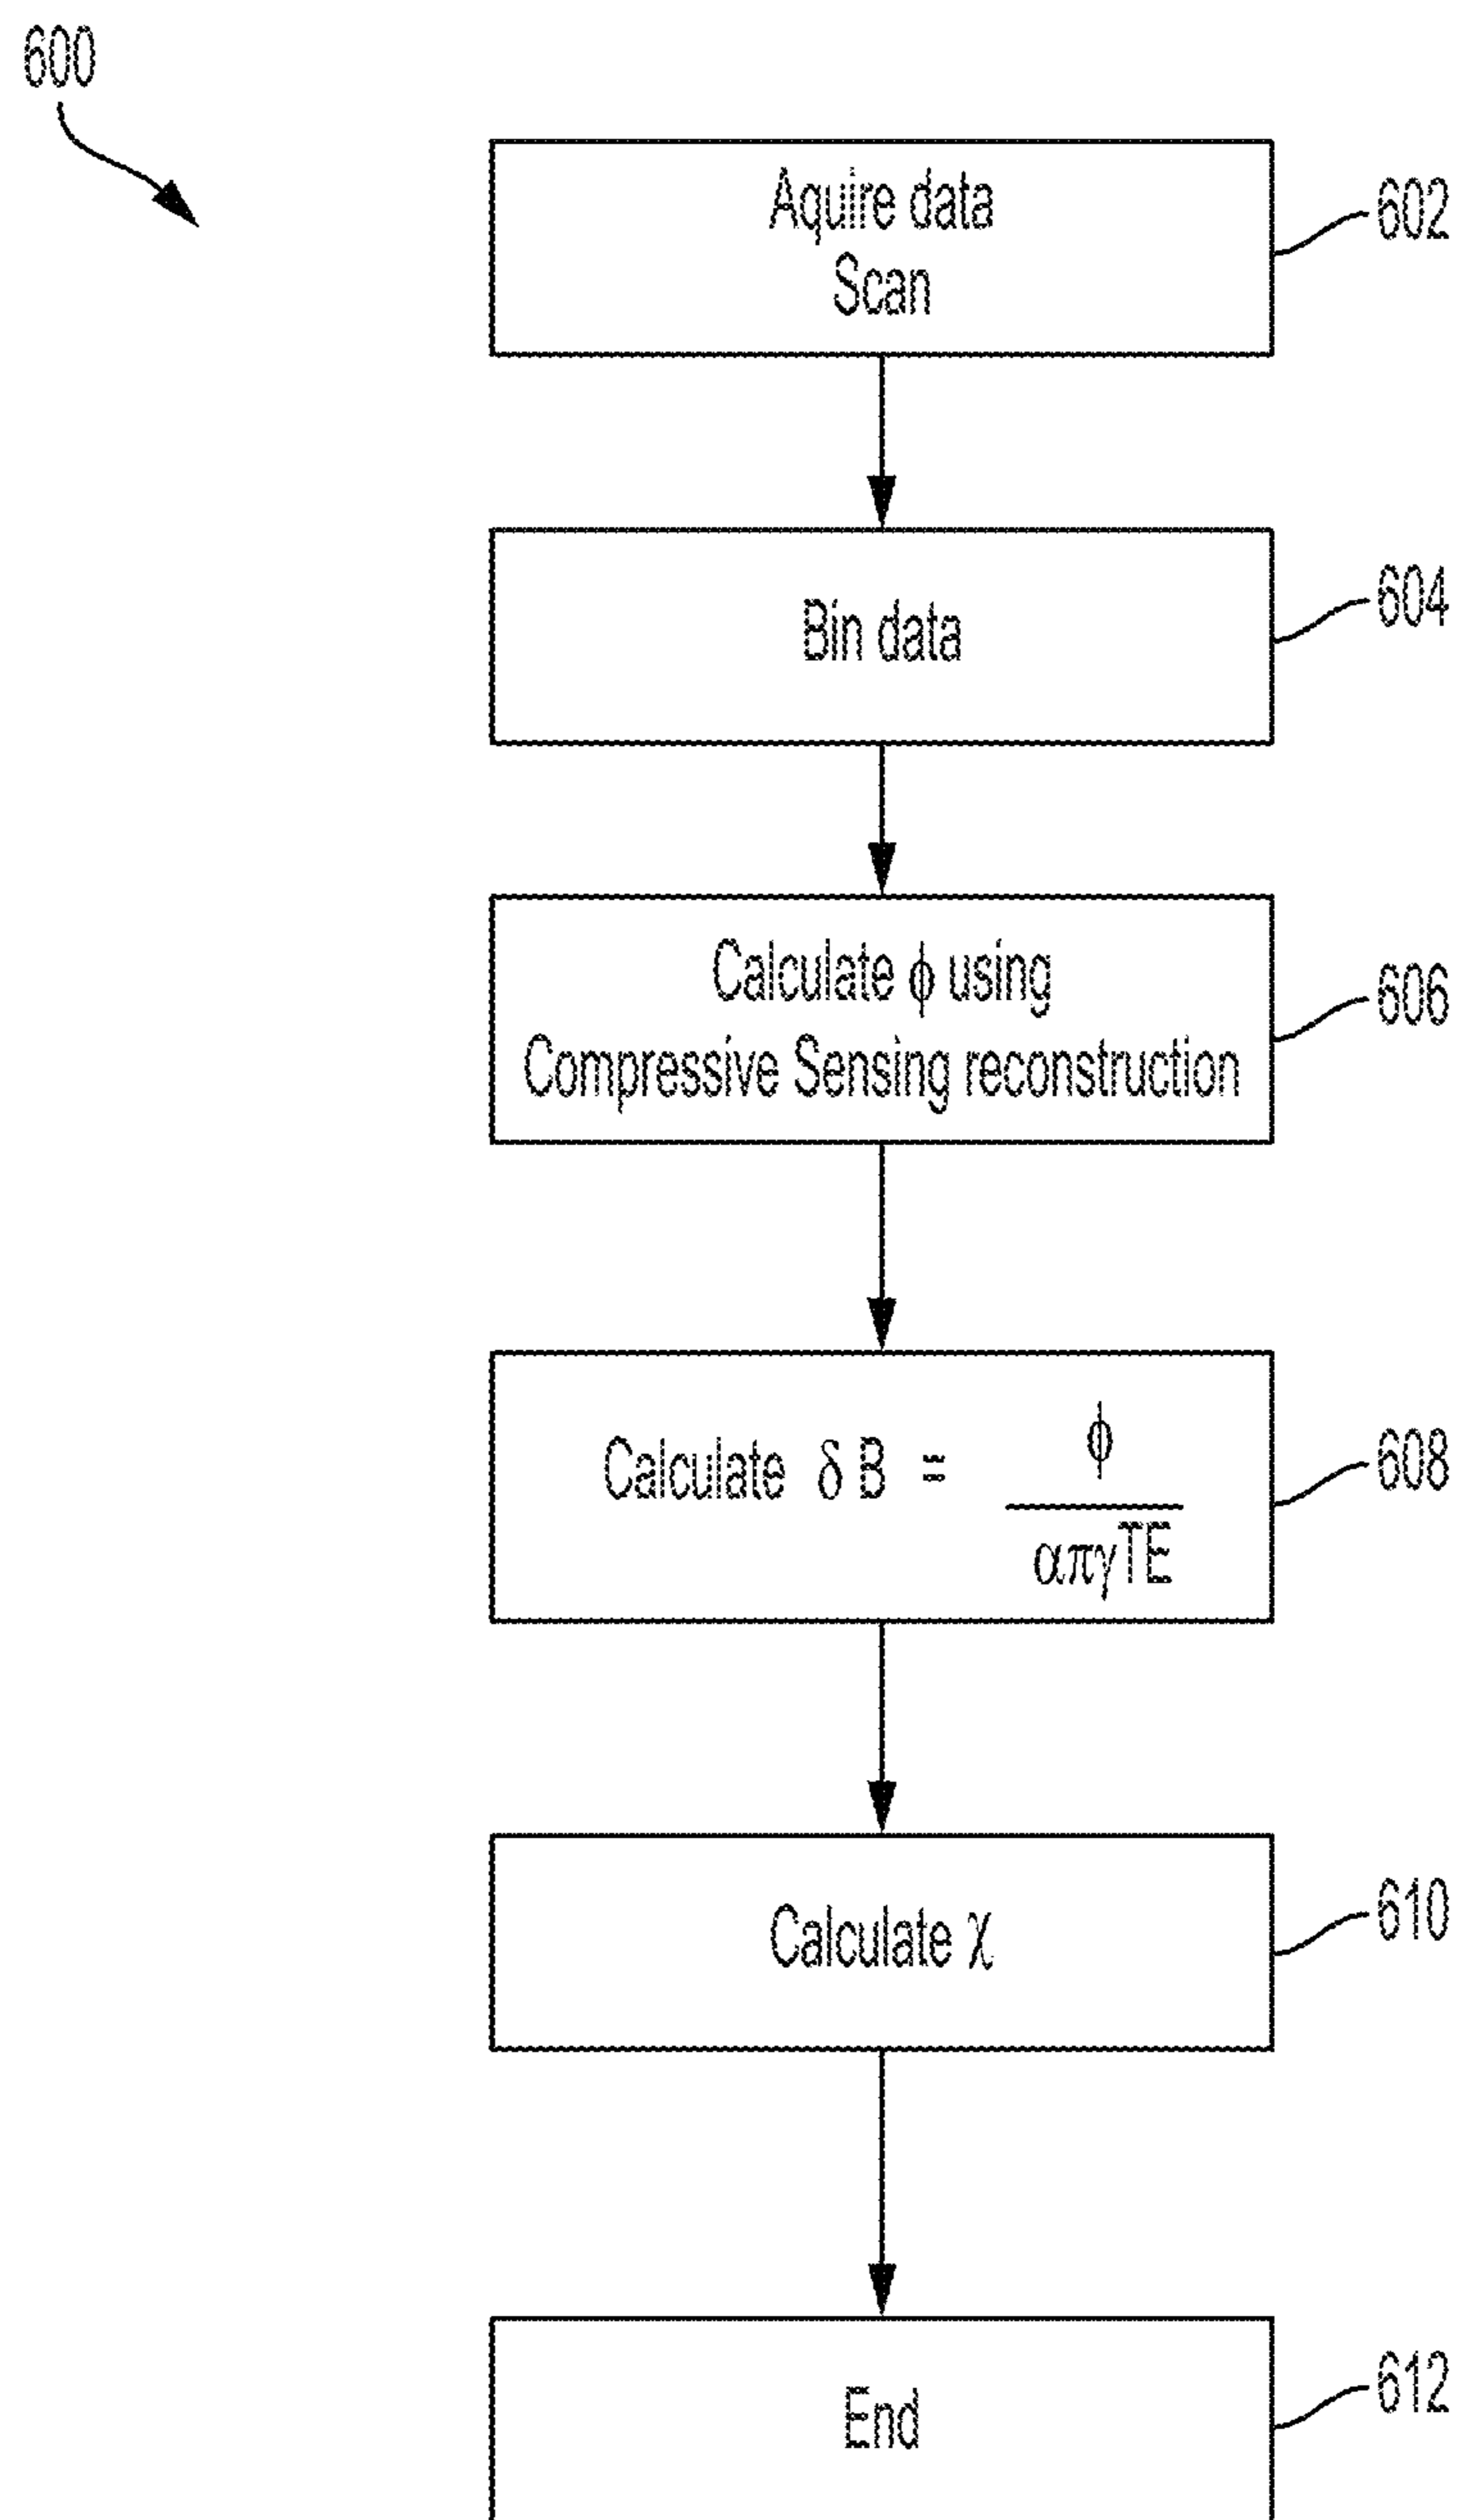 600
Aquire data
Scan
602
Bin data
604
Calculate ϕ using
Compressive Sensing reconstruction
606
Calculate δ B = ϕ
απγTE
608
Calculate χ
610
End
612